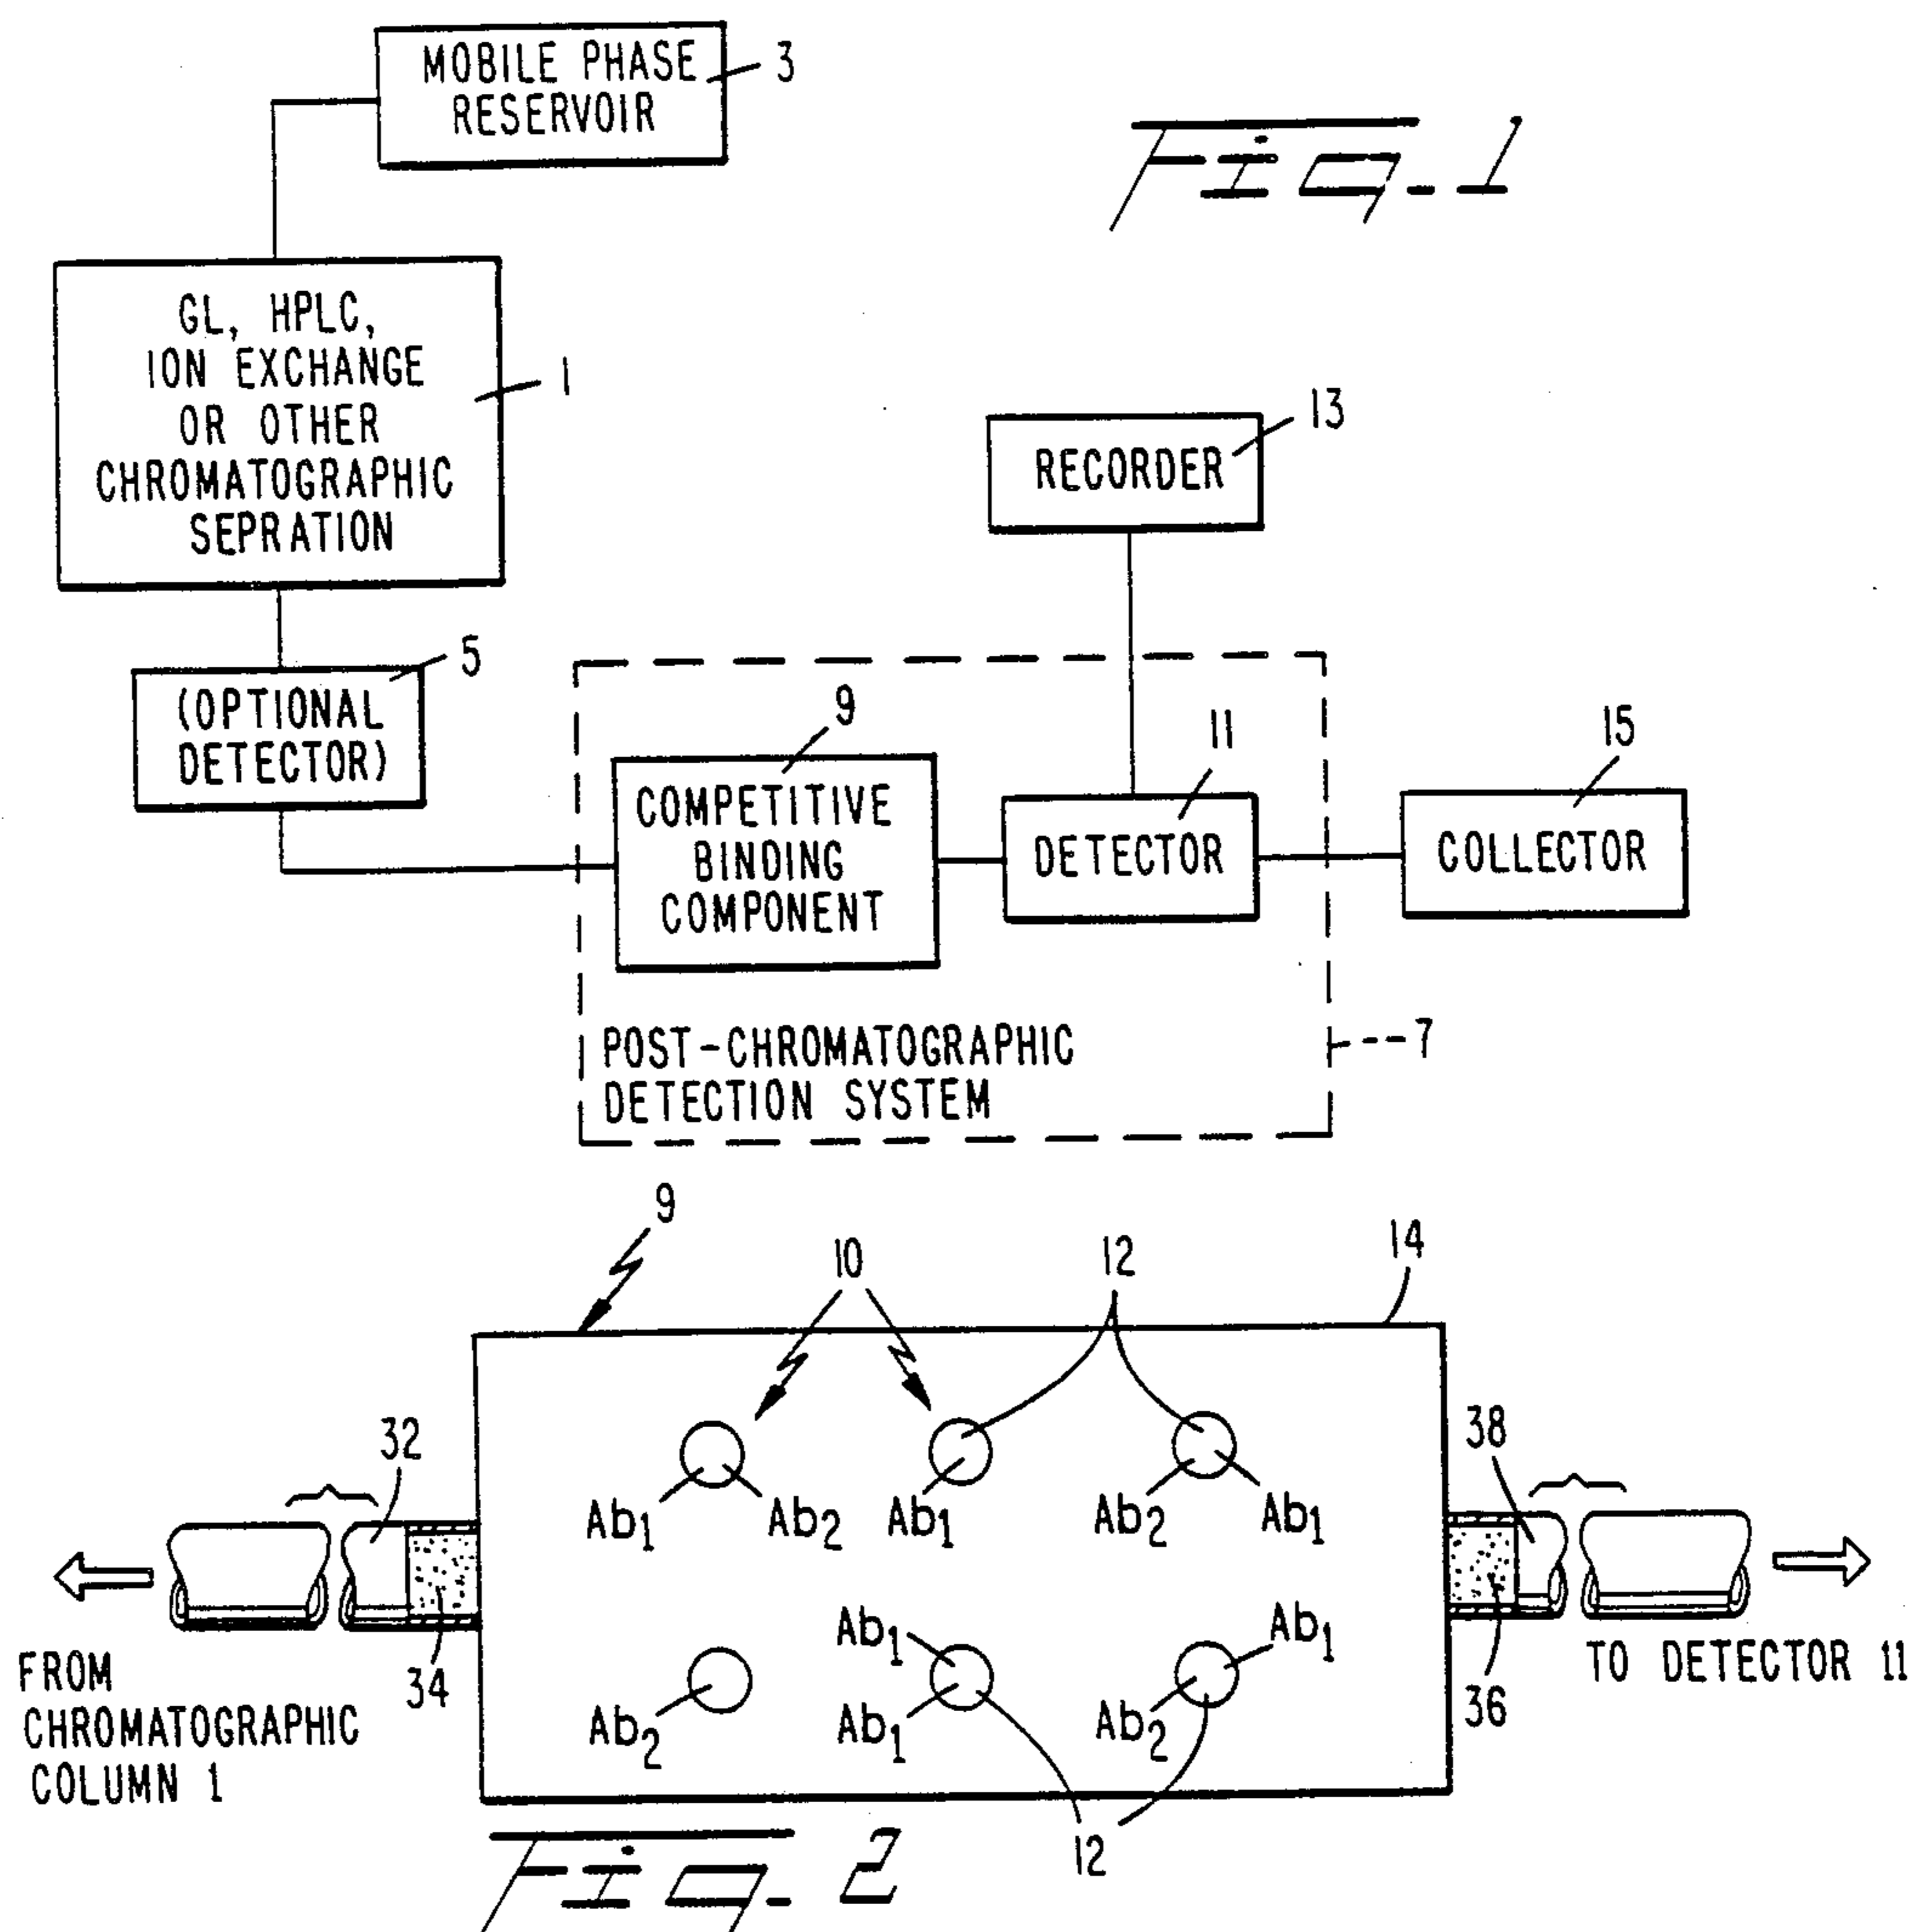 MOBILE PHASE
RESERVOIR
3
Fig-1
GL, HPLC,
ION EXCHANGE
OR OTHER
CHROMATOGRAPHIC
SEPRATION
1
RECORDER
13
(OPTIONAL
DETECTOR)
5
9
COMPETITIVE
BINDING
COMPONENT
11
DETECTOR
15
COLLECTOR
POST-CHROMATOGRAPHIC
DETECTION SYSTEM
7
9
10
12
14
32
38
Ab1
Ab2
Ab1
Ab2
Ab1
34
36
FROM
CHROMATOGRAPHIC
COLUMN 1
Ab2
Ab1
Ab1
Ab2
Ab1
TO DETECTOR 11
12
Fig- 2